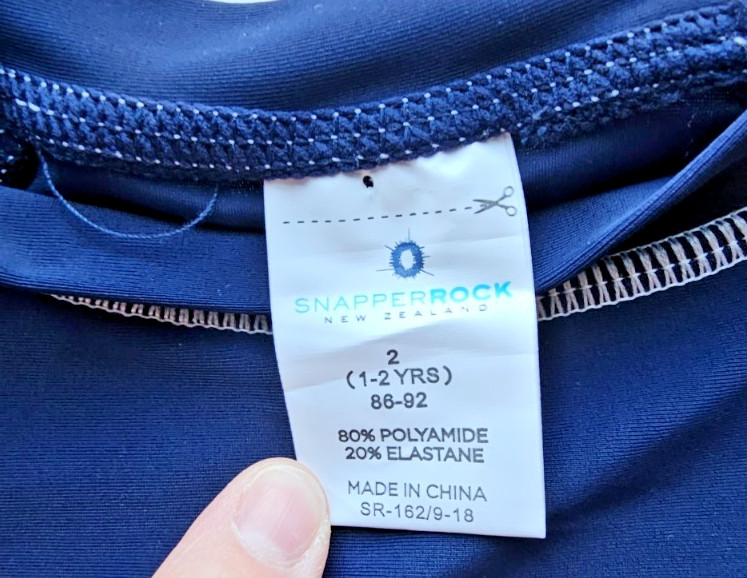 SNAPPERROCK
NEW ZEALAND
2
(1-2 YRS)
86-92
80% POLYAMIDE
20% ELASTANE
MADE IN CHINA
SR-162/9-18